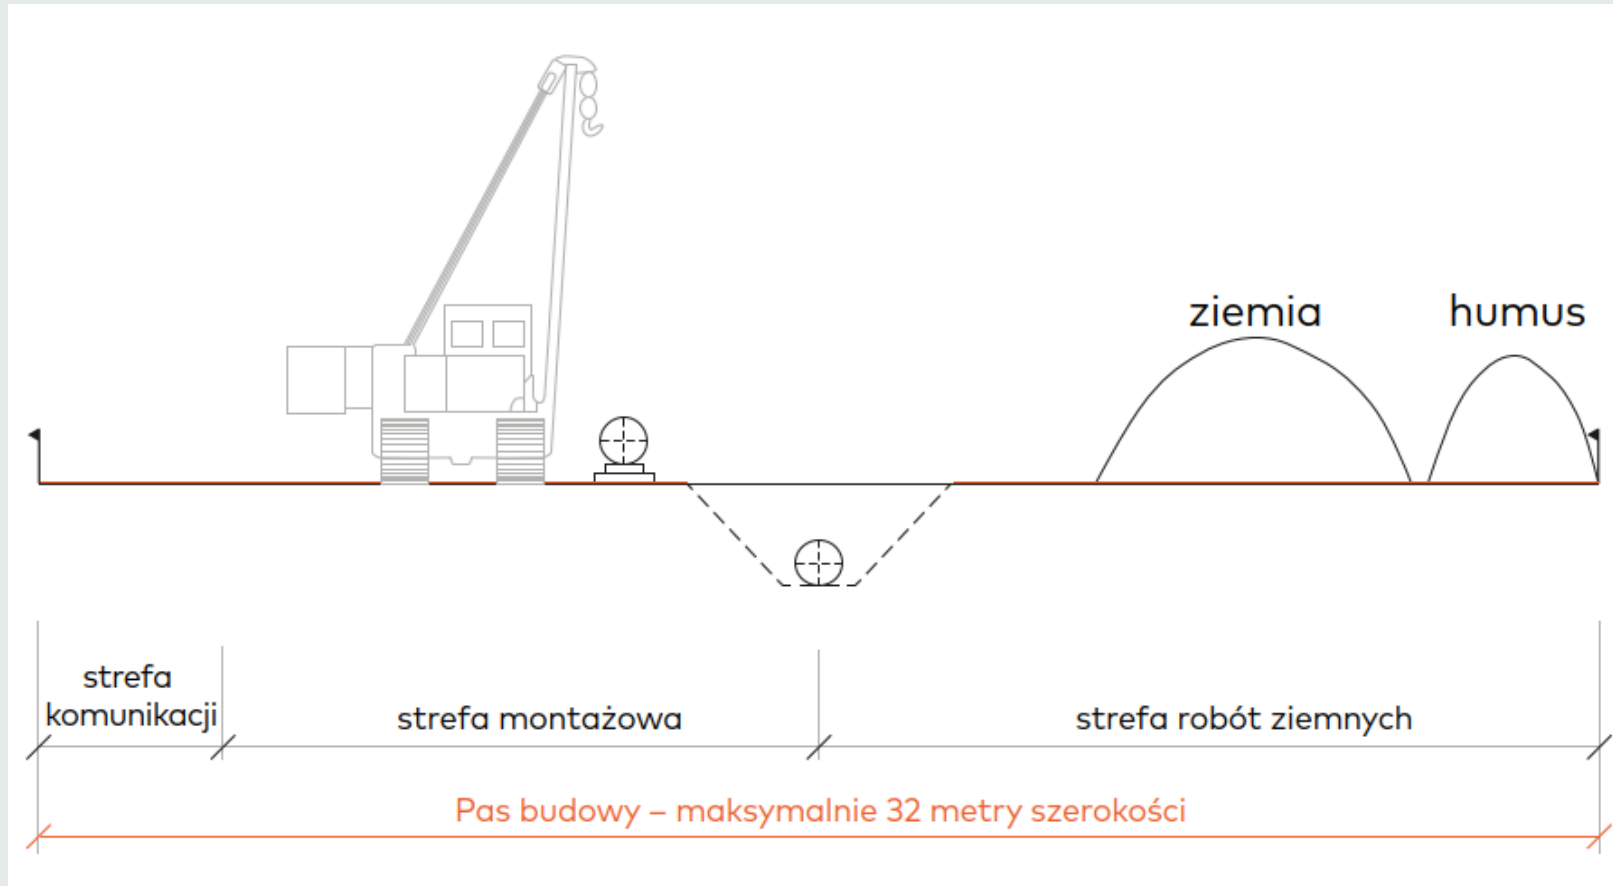 ziemia
humus
strefa
komunikacji
strefa montażowa
strefa robót ziemnych
Pas budowy – maksymalnie 32 metry szerokości